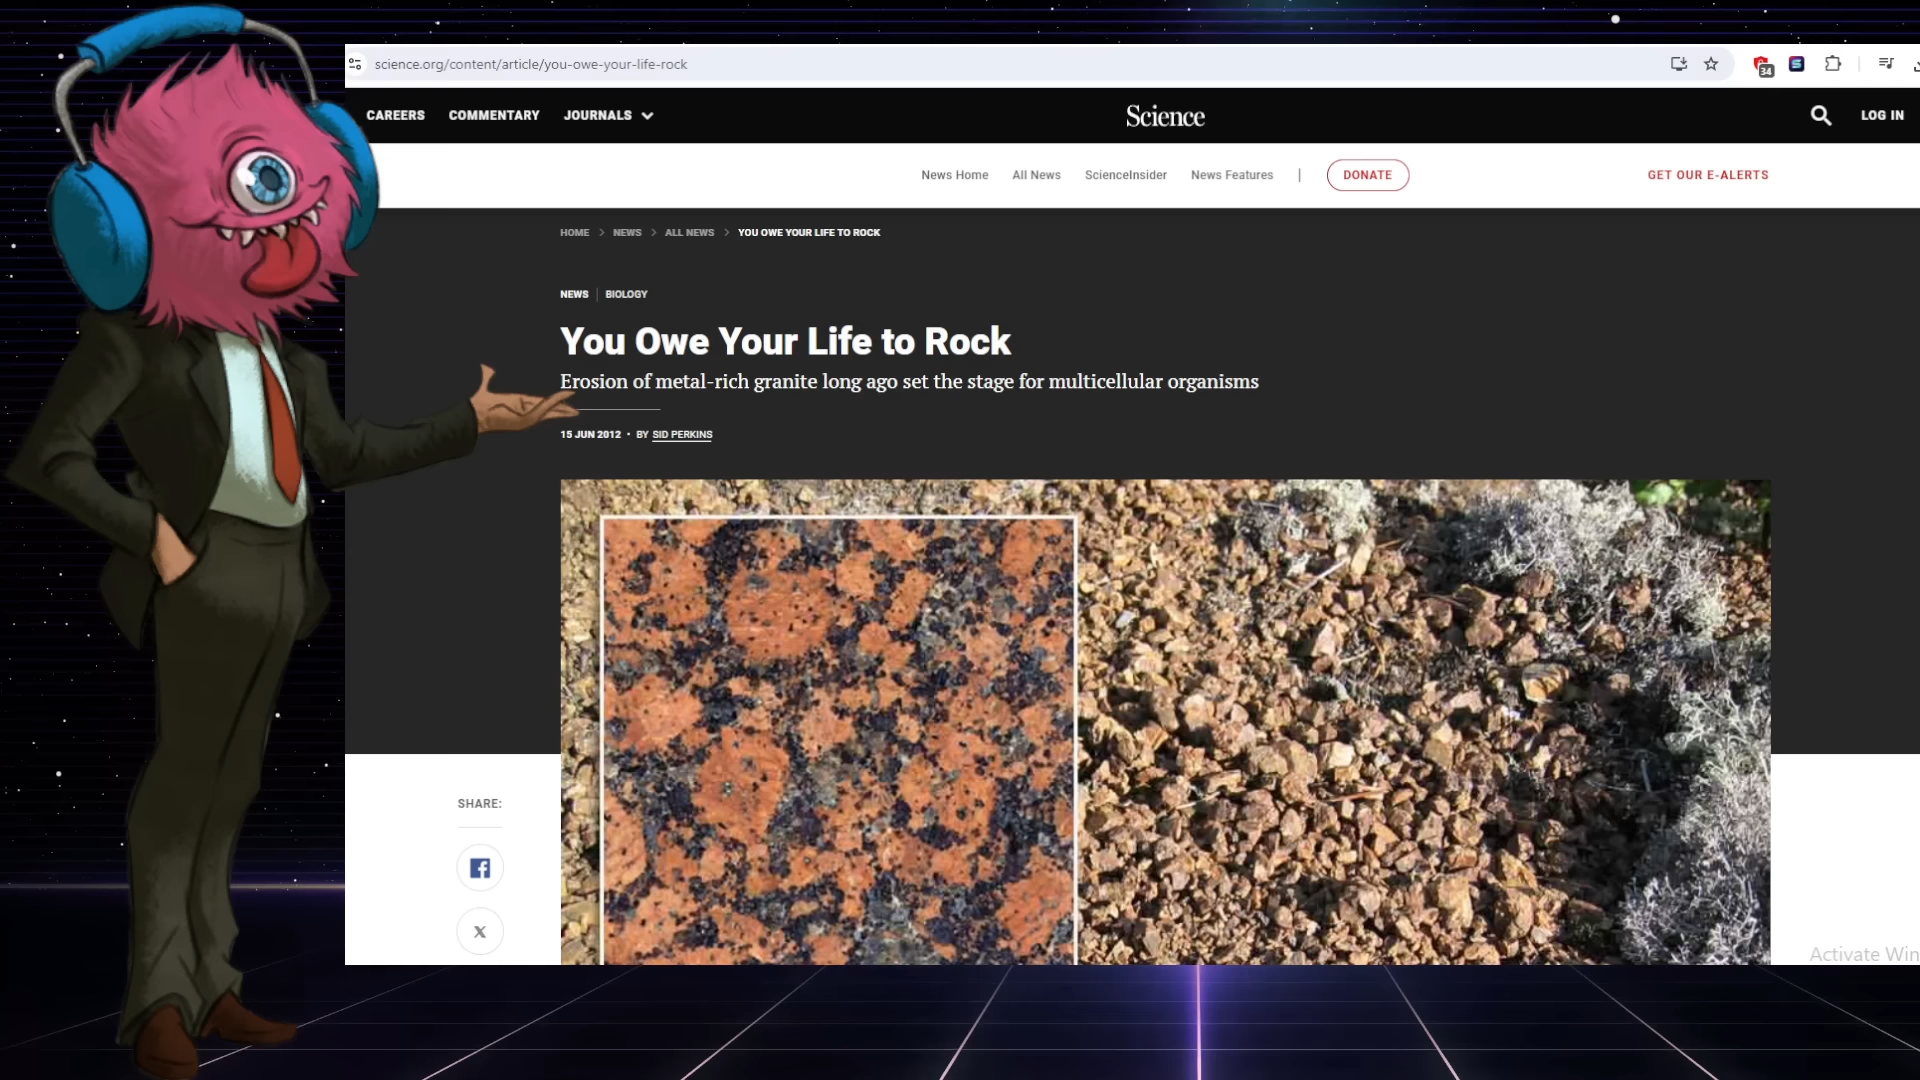 science.org/content/article/you-owe-your-life-rock
34
CAREERS COMMENTARY JOURNALS Science LOG IN
News Home All News ScienceInsider News Features | DONATE GET OUR E-ALERTS
HOME > NEWS > ALL NEWS > YOU OWE YOUR LIFE TO ROCK
NEWS | BIOLOGY
You Owe Your Life to Rock
Erosion of metal-rich granite long ago set the stage for multicellular organisms
15 JUN 2012 • BY SID PERKINS
SHARE:
Activate Win